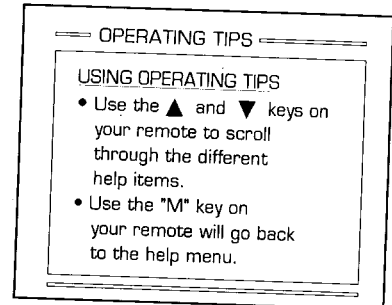 OPERATING TIPS
USING OPERATING TIPS
• Use the ▲ and ▼ keys on
your remote to scroll
through the different
help items.
• Use the "M" key on
your remote will go back
to the help menu.